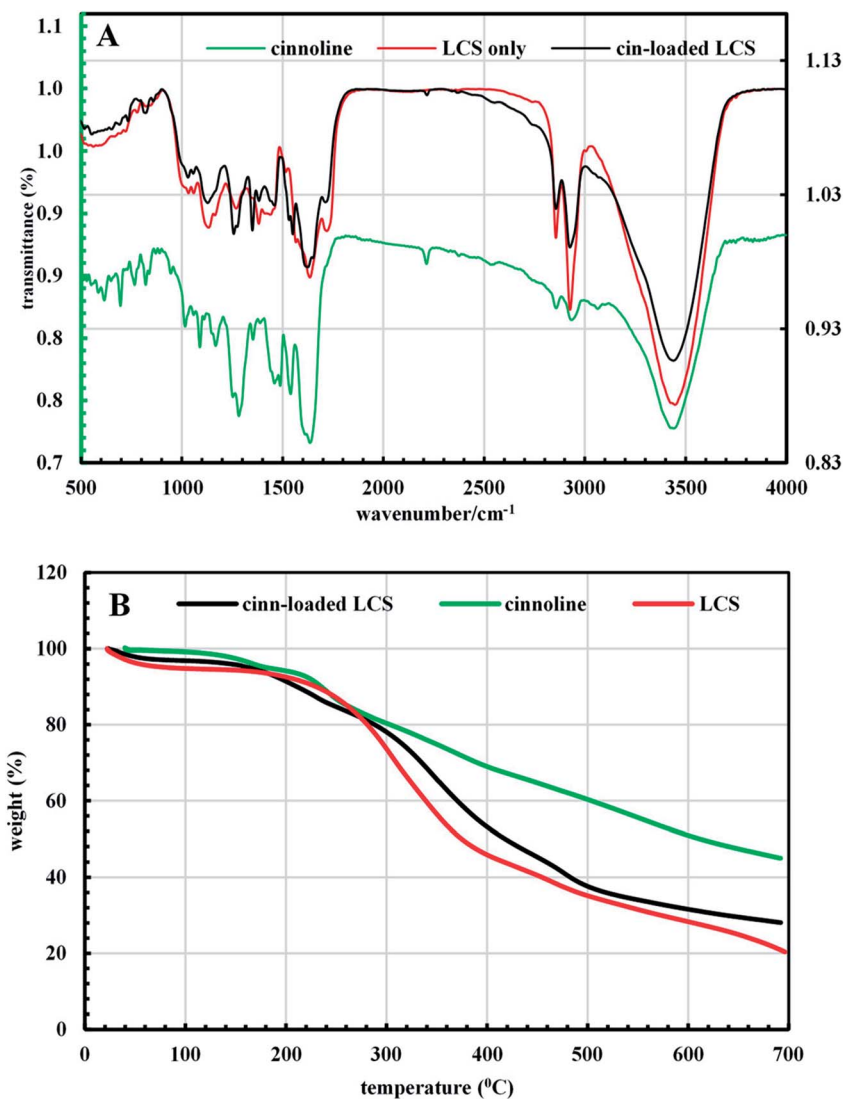 A
cinnoline LCS only cin-loaded LCS
1.1
1.0
1.0
0.9
0.9
0.8
0.8
0.7
1.13
1.03
0.93
0.83
transmittance (%)
500 1000 1500 2000 2500 3000 3500 4000
wavenumber/cm-1
B
cinn-loaded LCS cinnoline LCS
120
100
80
60
40
20
0
weight (%)
0 100 200 300 400 500 600 700
temperature (0C)